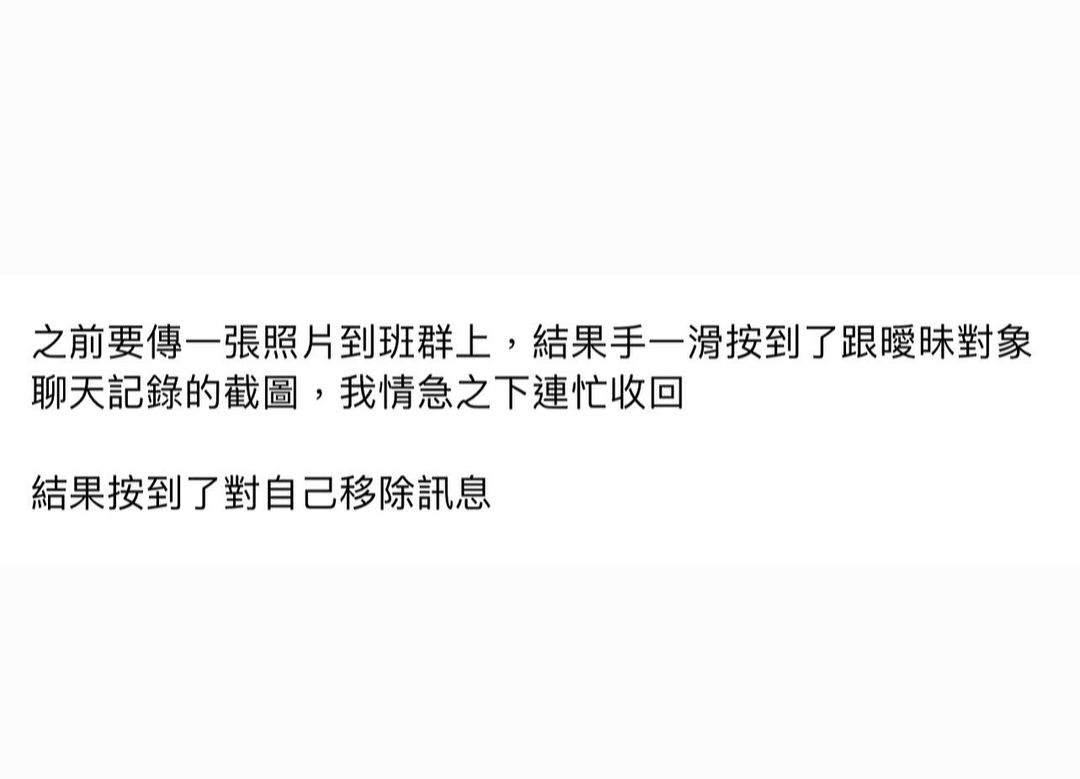 之前要傳一張照片到班群上，結果手一滑按到了跟曖昧對象
聊天記錄的截圖，我情急之下連忙收回
結果按到了對自己移除訊息